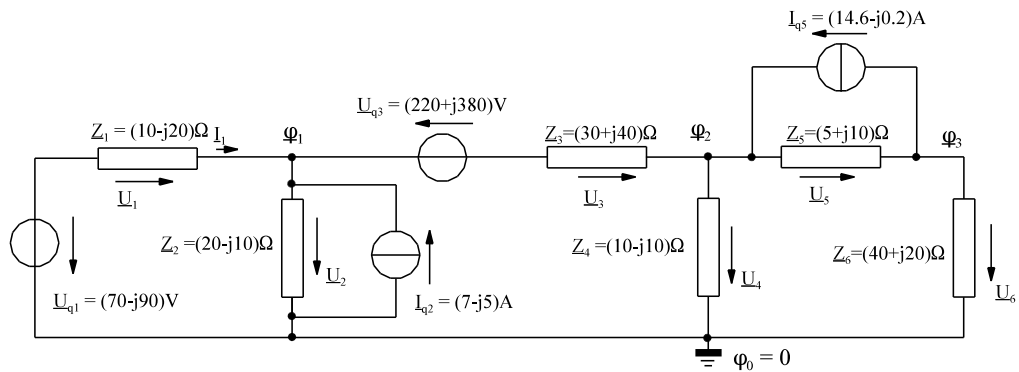 I_q5 = (14.6-j0.2)A
U_q3 = (220+j380)V
Z_1 = (10-j20)Ω
I_1
φ_1
Z_3=(30+j40)Ω
φ_2
Z_5=(5+j10)Ω
φ_3
U_1
U_3
U_5
Z_2 =(20-j10)Ω
U_2
Z_4 =(10-j10)Ω
U_4
Z_6=(40+j20)Ω
U_6
U_q1 = (70-j90)V
I_q2 = (7-j5)A
φ_0 = 0